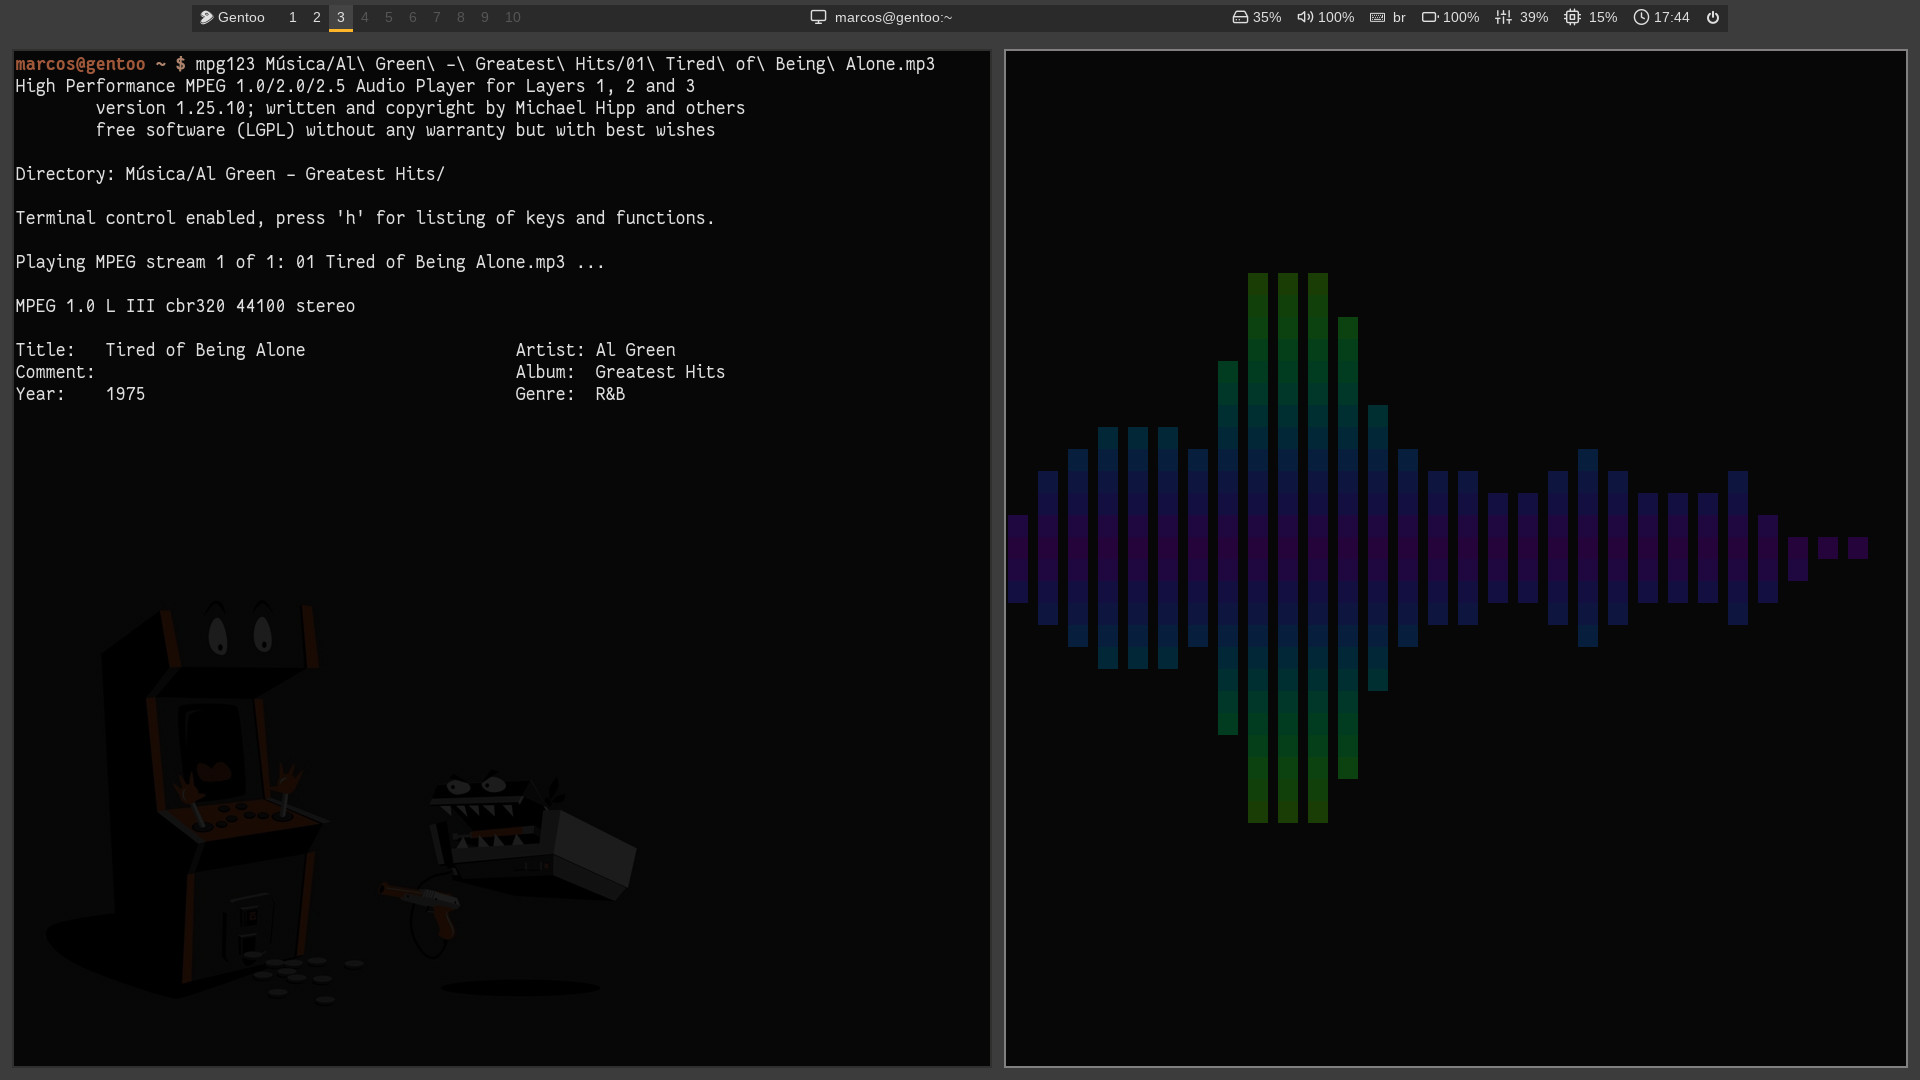 Gentoo 1 2 3 4 5 6 7 8 9 10 marcos@gentoo:~ 35% 100% br 100% 39% 15% 17:44
marcos@gentoo ~ $ mpg123 Música/Al\ Green\ -\ Greatest\ Hits/01\ Tired\ of\ Being\ Alone.mp3
High Performance MPEG 1.0/2.0/2.5 Audio Player for Layers 1, 2 and 3
version 1.25.10; written and copyright by Michael Hipp and others
free software (LGPL) without any warranty but with best wishes
Directory: Música/Al Green - Greatest Hits/
Terminal control enabled, press 'h' for listing of keys and functions.
Playing MPEG stream 1 of 1: 01 Tired of Being Alone.mp3 ...
MPEG 1.0 L III cbr320 44100 stereo
Title: Tired of Being Alone Artist: Al Green
Comment: Album: Greatest Hits
Year: 1975 Genre: R&B